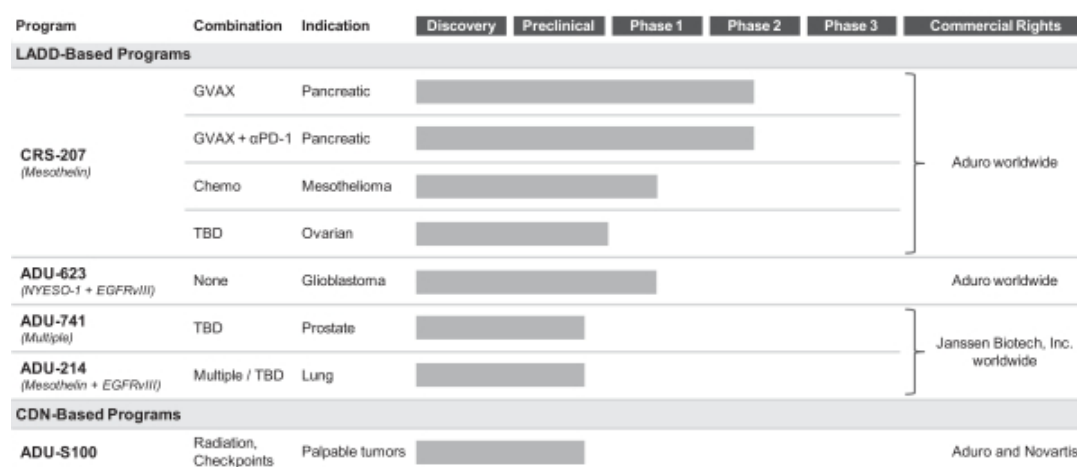 Program Combination Indication Discovery Preclinical Phase 1 Phase 2 Phase 3 Commercial Rights
LADD-Based Programs
CRS-207
(Mesothelin)
GVAX Pancreatic
GVAX + αPD-1 Pancreatic
Chemo Mesothelioma
TBD Ovarian
Aduro worldwide
ADU-623
(NYESO-1 + EGFRvIII)
None Glioblastoma Aduro worldwide
ADU-741
(Multiple)
TBD Prostate
ADU-214
(Mesothelin + EGFRvIII)
Multiple / TBD Lung
Janssen Biotech, Inc.
worldwide
CDN-Based Programs
ADU-S100
Radiation,
Checkpoints
Palpable tumors Aduro and Novartis